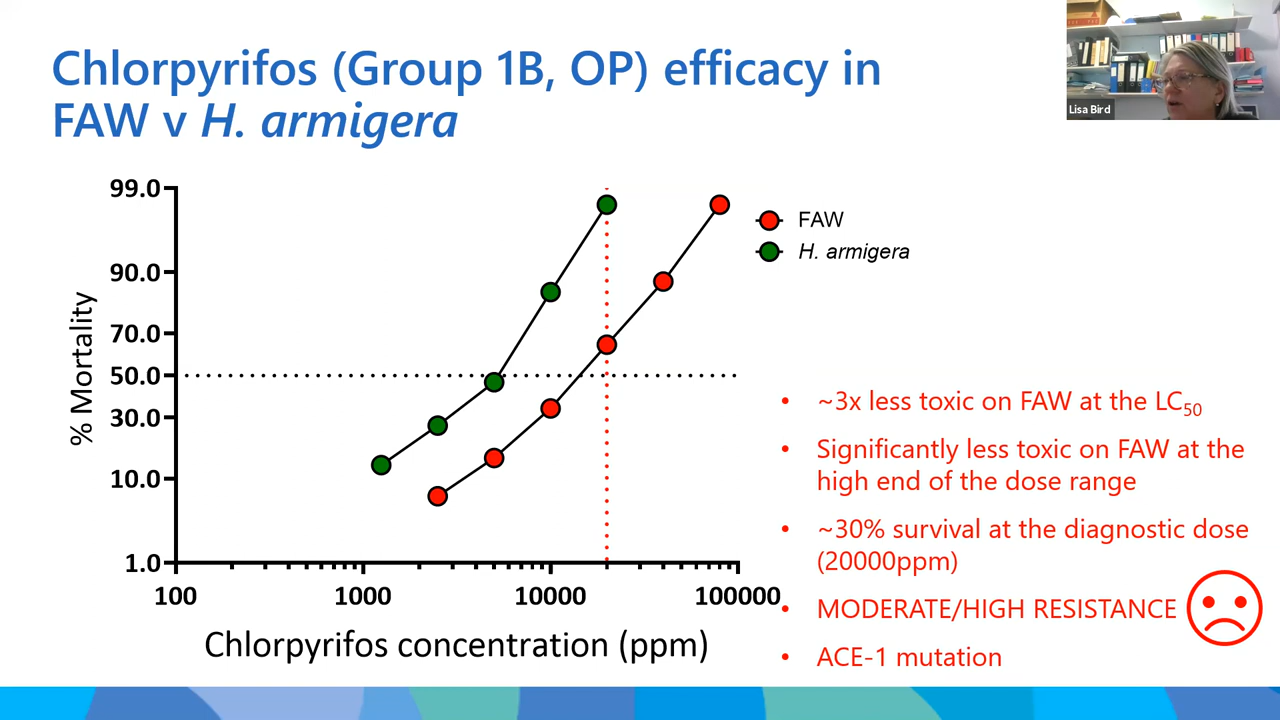 Chlorpyrifos (Group 1B, OP) efficacy in
FAW v H. armigera
Lisa Bird
99.0
90.0
70.0
50.0
30.0
10.0
1.0
% Mortality
100
1000
10000
100000
Chlorpyrifos concentration (ppm)
FAW
H. armigera
• ~3x less toxic on FAW at the LC50
• Significantly less toxic on FAW at the
high end of the dose range
• ~30% survival at the diagnostic dose
(20000ppm)
• MODERATE/HIGH RESISTANCE
• ACE-1 mutation